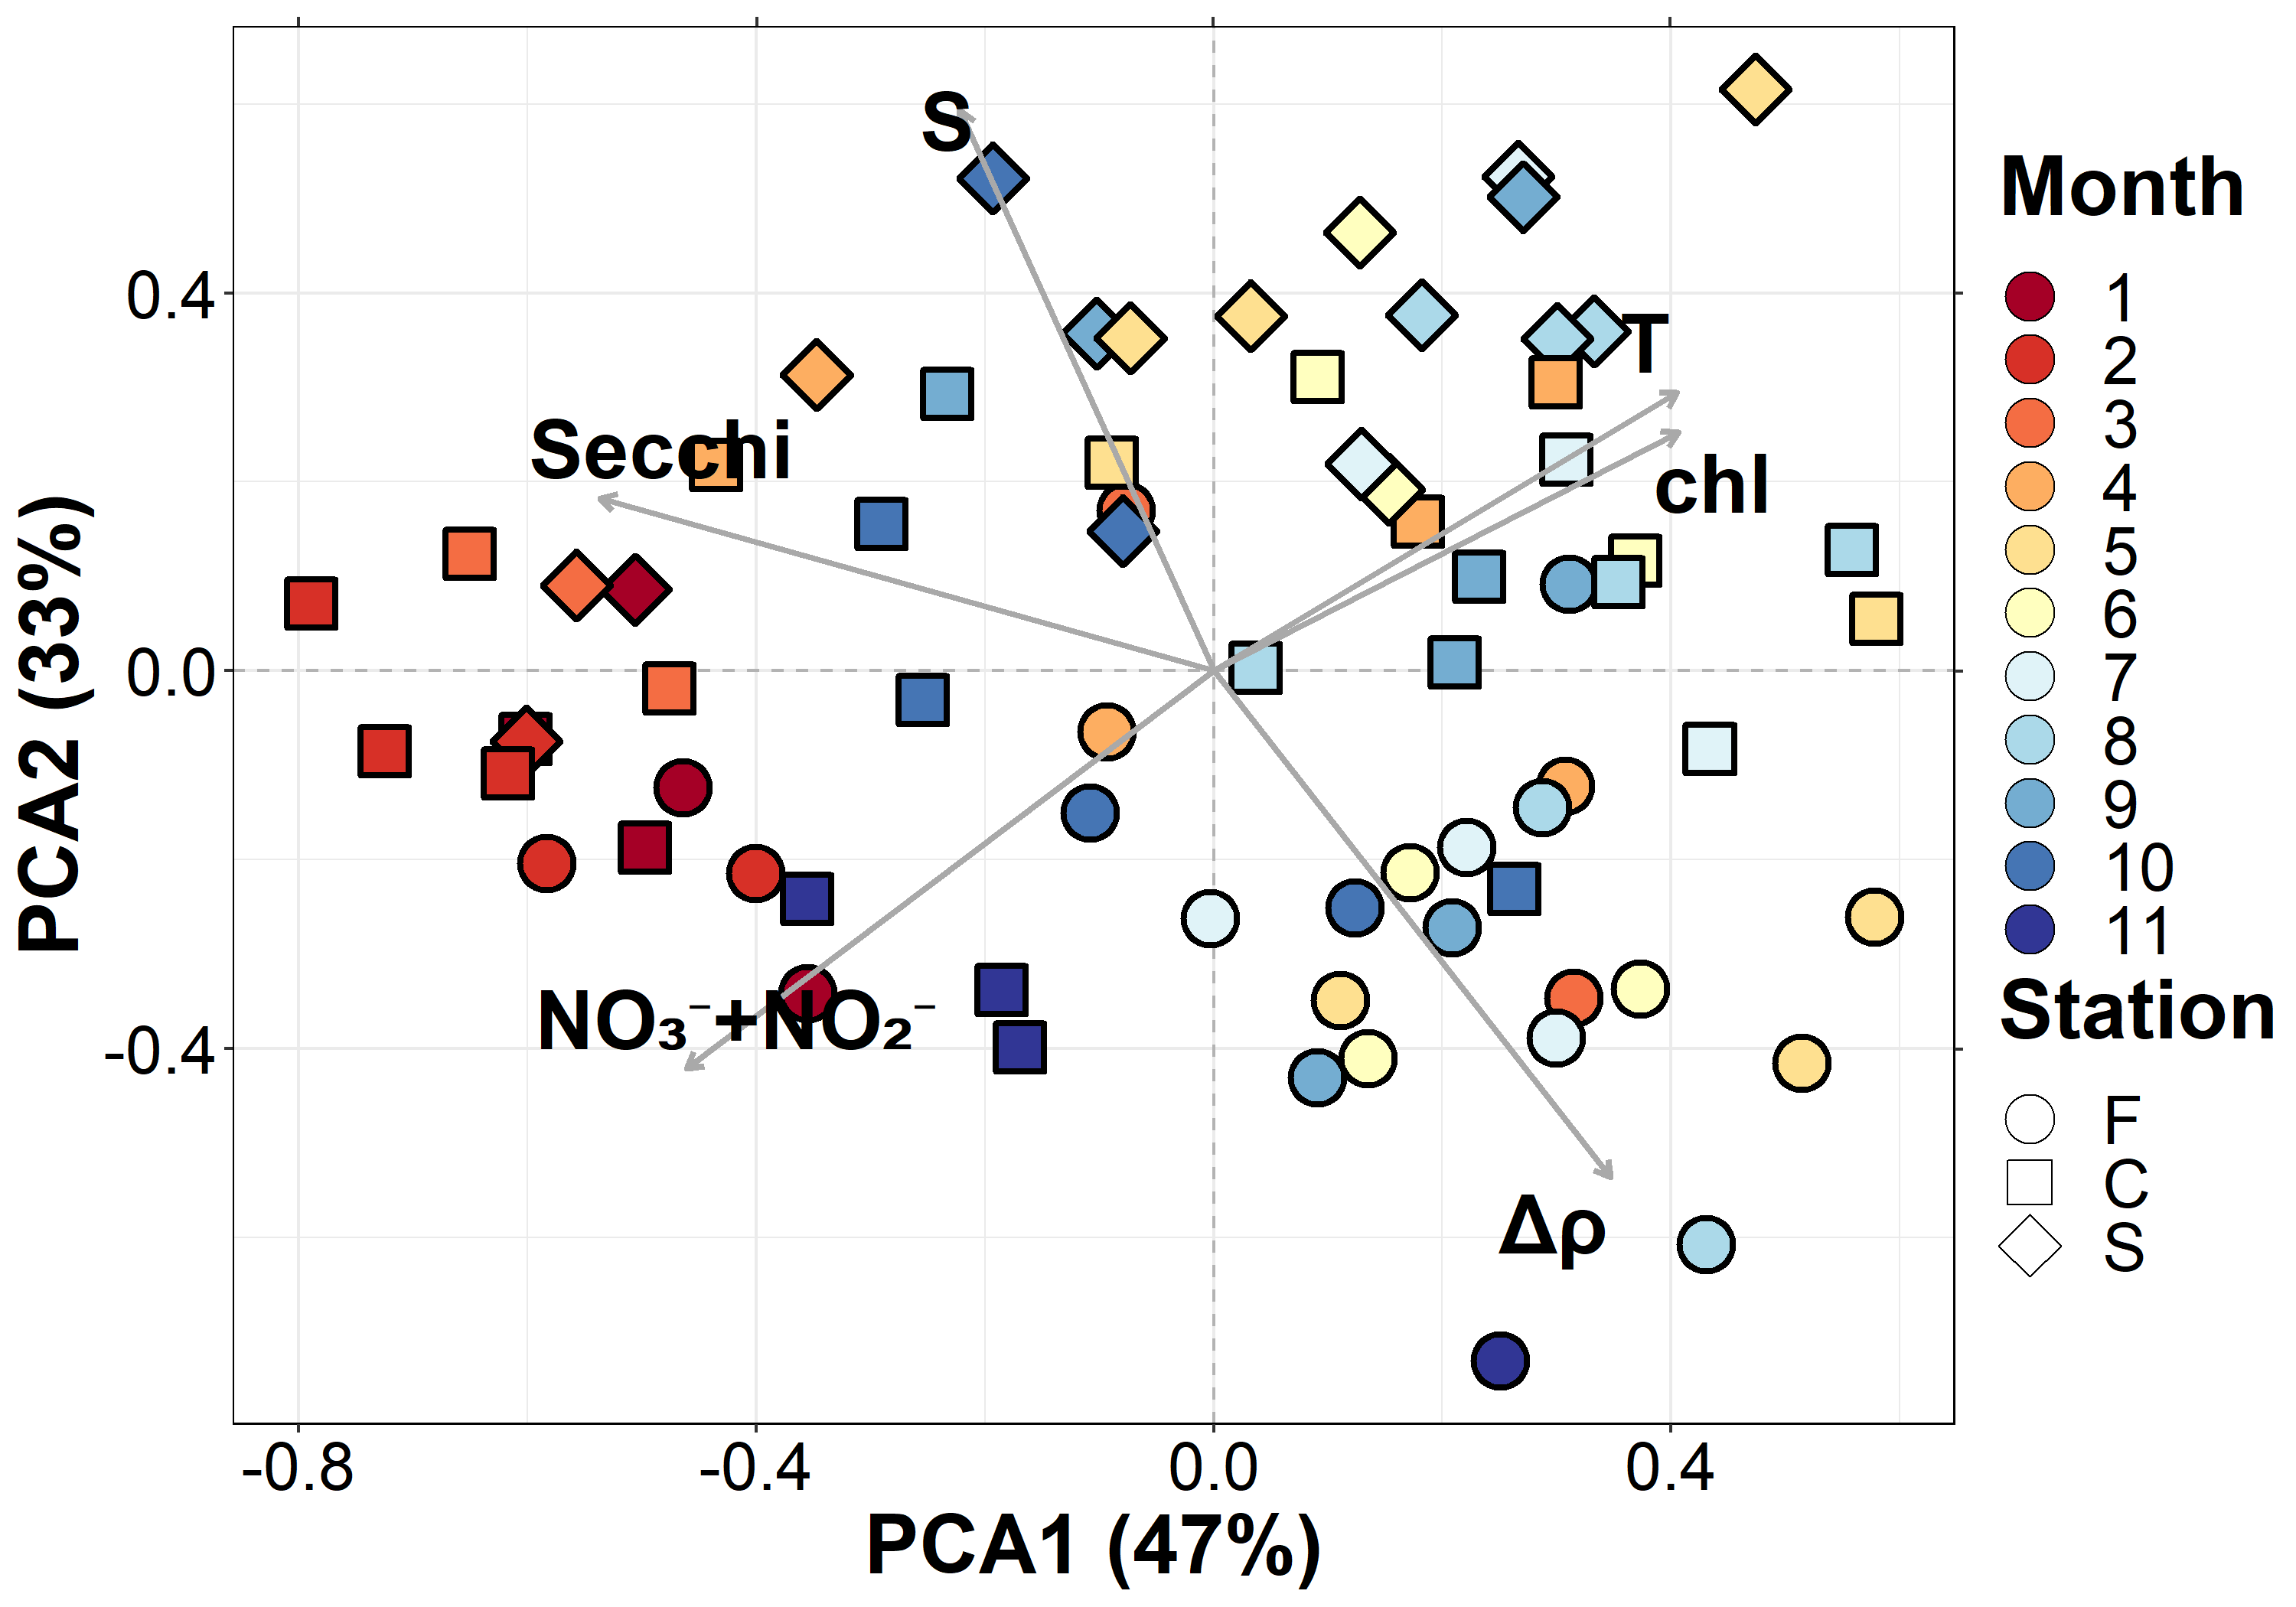 S
T
Secchi
chl
NO₃⁻+NO₂⁻
Δρ
0.4
0.0
-0.4
PCA2 (33%)
-0.8
-0.4
0.0
0.4
PCA1 (47%)
Month
1
2
3
4
5
6
7
8
9
10
11
Station
F
C
S